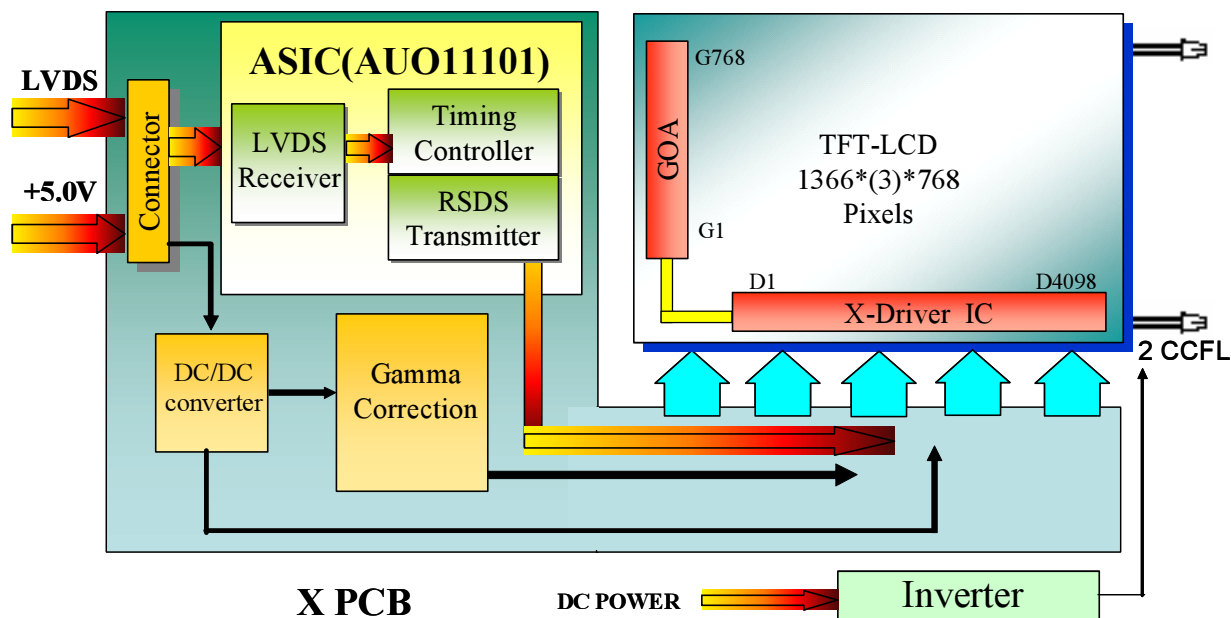 LVDS
+5.0V
Connector
ASIC(AUO11101)
LVDS
Receiver
Timing
Controller
RSDS
Transmitter
DC/DC
converter
Gamma
Correction
X PCB
G768
GOA
G1
TFT-LCD
1366*(3)*768
Pixels
D1
D4098
X-Driver IC
2 CCFL
DC POWER
Inverter